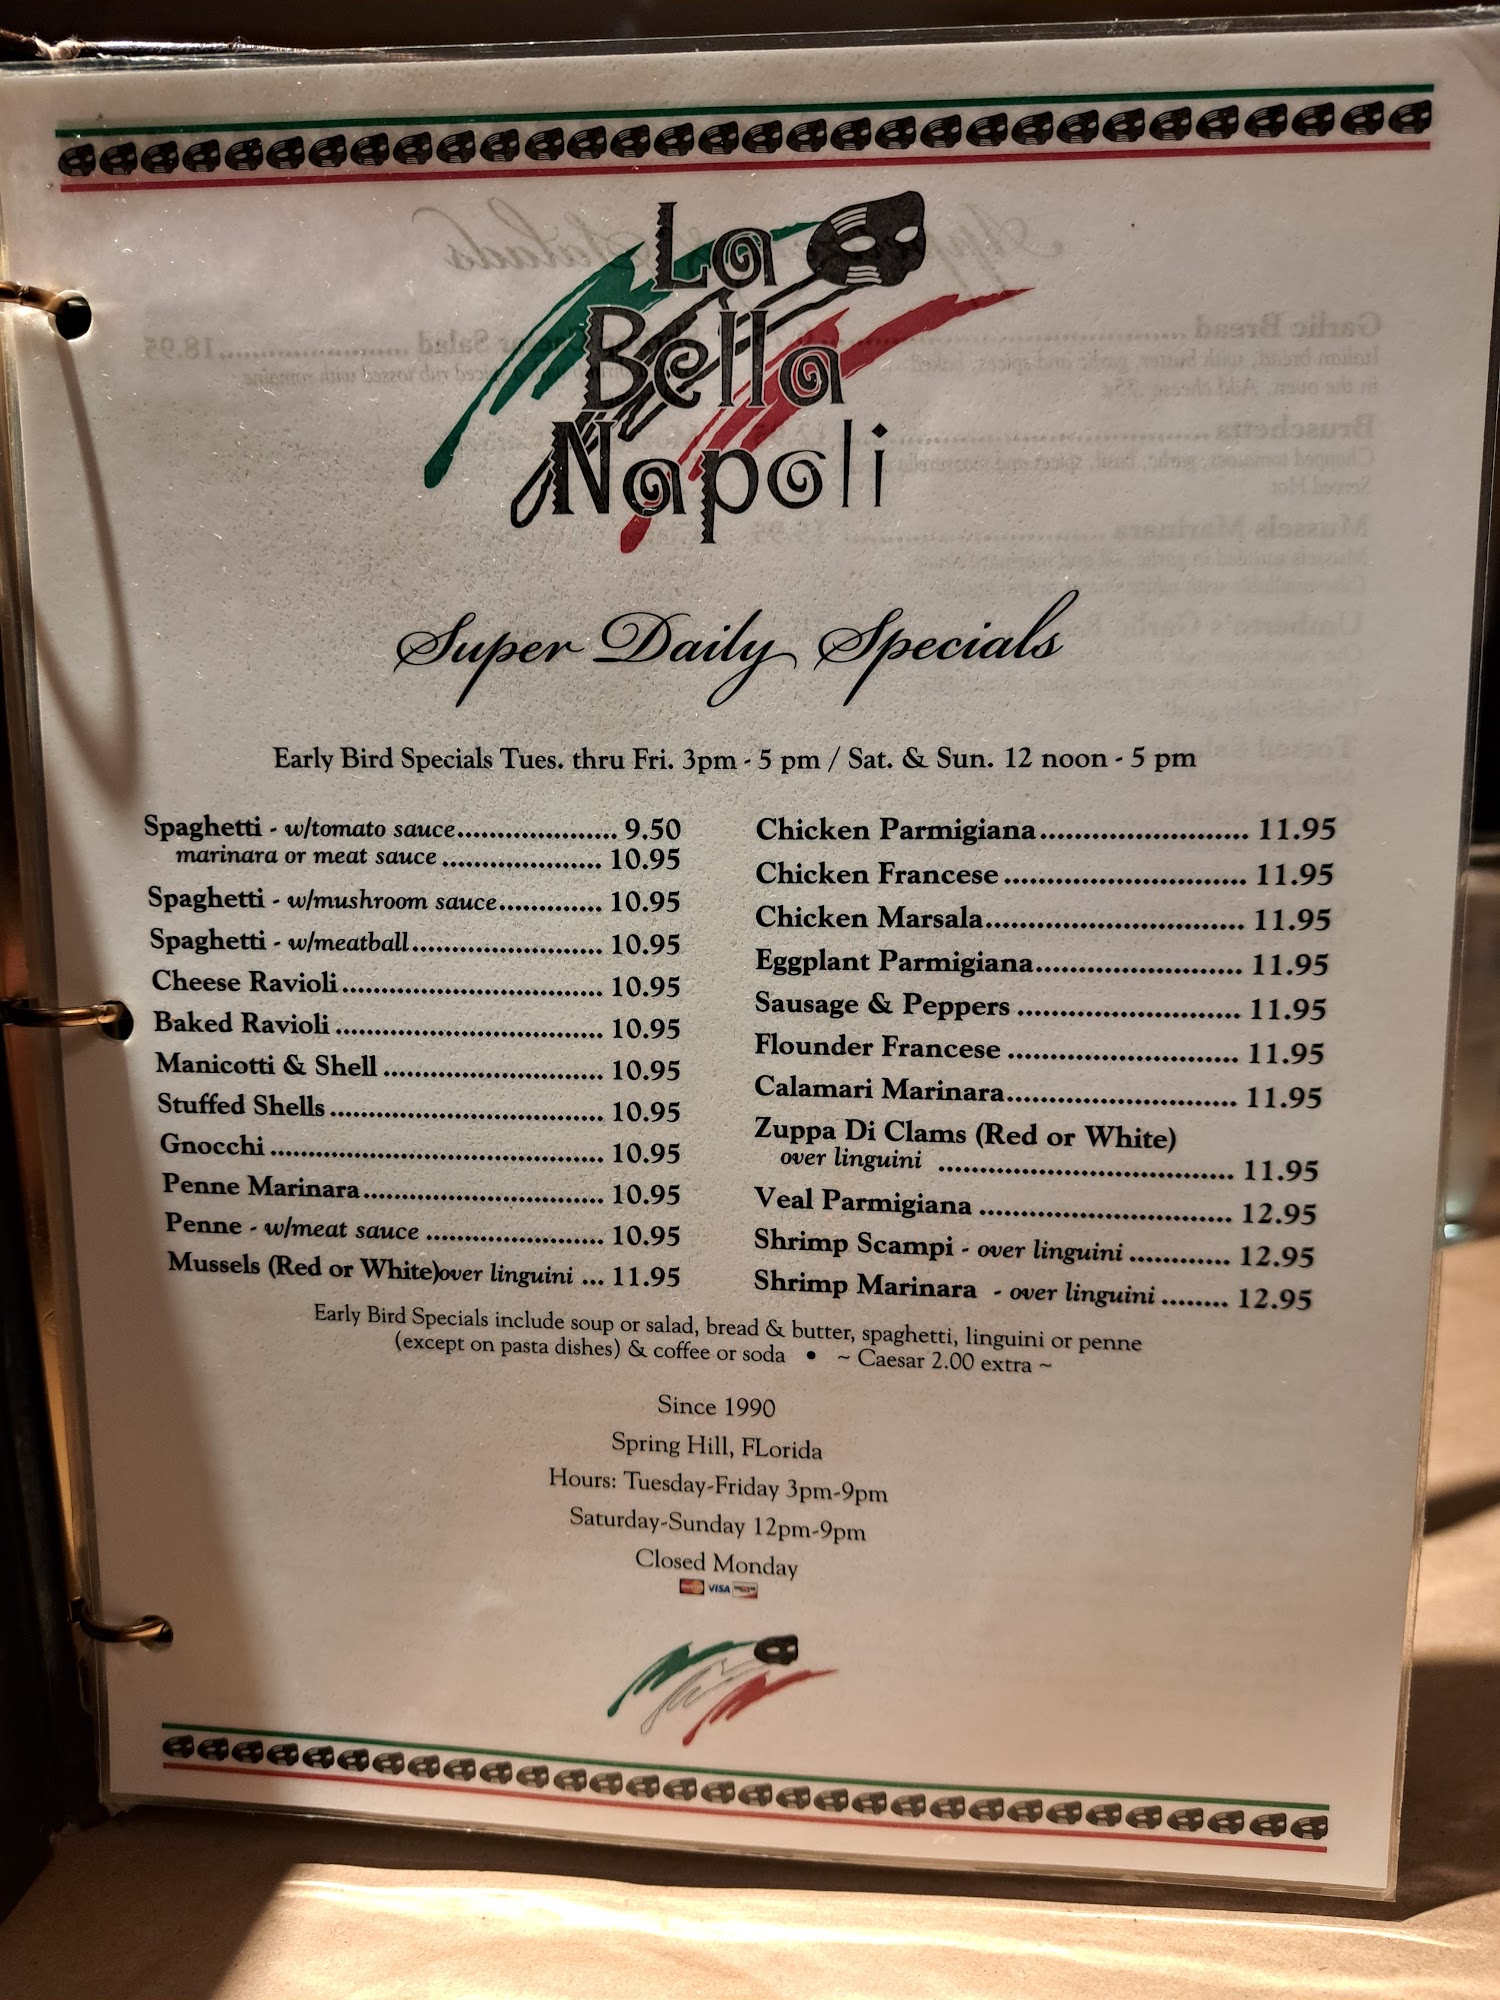 La
Bella
Napoli
Super Daily Specials
Early Bird Specials Tues. thru Fri. 3pm - 5 pm / Sat. & Sun. 12 noon - 5 pm
Spaghetti - w/tomato sauce.................... 9.50
marinara or meat sauce .................... 10.95
Spaghetti - w/mushroom sauce............. 10.95
Spaghetti - w/meatball........................ 10.95
Cheese Ravioli................................. 10.95
Baked Ravioli .................................. 10.95
Manicotti & Shell ............................ 10.95
Stuffed Shells ................................... 10.95
Gnocchi ........................................... 10.95
Penne Marinara............................... 10.95
Penne - w/meat sauce ....................... 10.95
Mussels (Red or White)over linguini ... 11.95
Chicken Parmigiana......................... 11.95
Chicken Francese ............................ 11.95
Chicken Marsala.............................. 11.95
Eggplant Parmigiana........................ 11.95
Sausage & Peppers .......................... 11.95
Flounder Francese ........................... 11.95
Calamari Marinara........................... 11.95
Zuppa Di Clams (Red or White)
over linguini .................................. 11.95
Veal Parmigiana ............................. 12.95
Shrimp Scampi - over linguini ............ 12.95
Shrimp Marinara - over linguini ........ 12.95
Early Bird Specials include soup or salad, bread & butter, spaghetti, linguini or penne
(except on pasta dishes) & coffee or soda • ~ Caesar 2.00 extra ~
Since 1990
Spring Hill, FLorida
Hours: Tuesday-Friday 3pm-9pm
Saturday-Sunday 12pm-9pm
Closed Monday
VISA